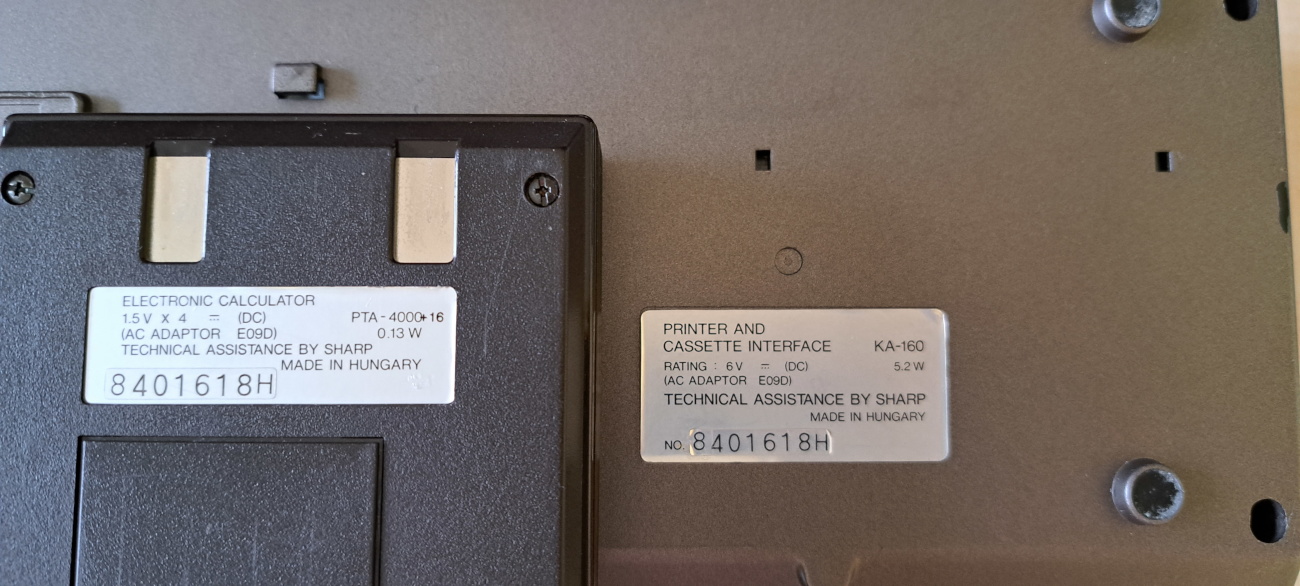 ELECTRONIC CALCULATOR
1.5 V X 4 ⎓ (DC) PTA-4000+16
(AC ADAPTOR E09D) 0.13 W
TECHNICAL ASSISTANCE BY SHARP
MADE IN HUNGARY
8401618H
PRINTER AND
CASSETTE INTERFACE KA-160
RATING : 6V ⎓ (DC) 5.2 W
(AC ADAPTOR E09D)
TECHNICAL ASSISTANCE BY SHARP
MADE IN HUNGARY
NO. 8401618H